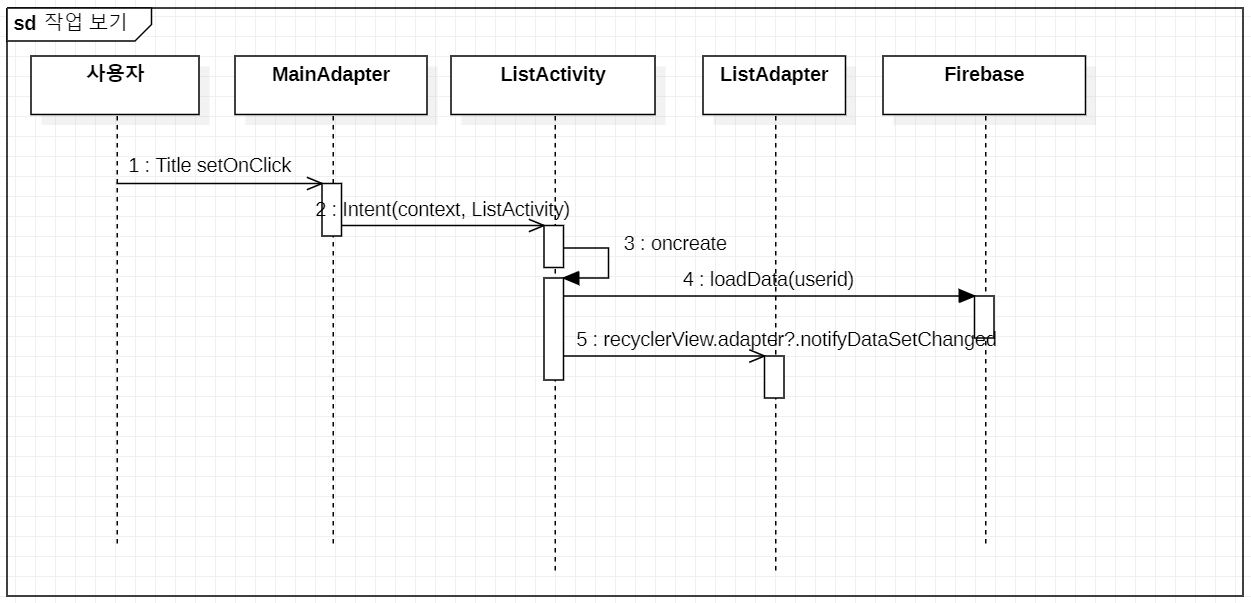 sd 작업 보기
사용자
MainAdapter
ListActivity
ListAdapter
Firebase
1 : Title setOnClick
2 : Intent(context, ListActivity)
3 : oncreate
4 : loadData(userid)
5 : recyclerView.adapter?.notifyDataSetChanged